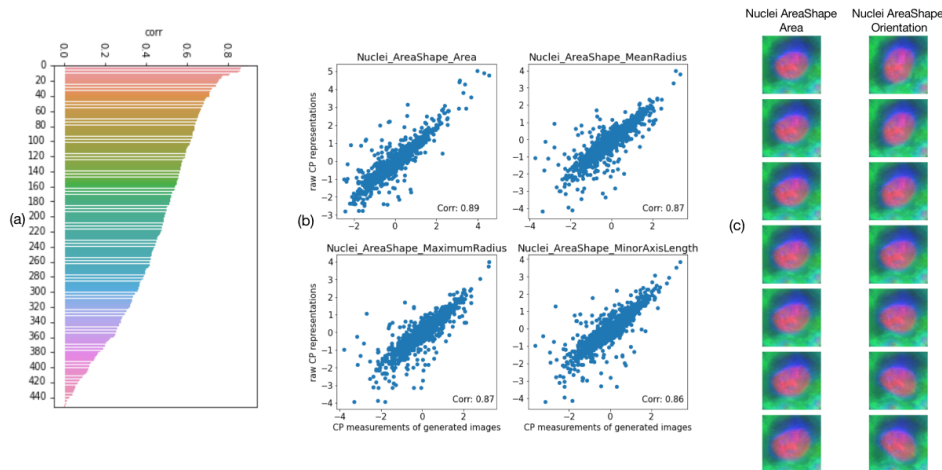 (a)
corr
0.0 0.2 0.4 0.6 0.8
0
20
40
60
80
100
120
140
160
180
200
220
240
260
280
300
320
340
360
380
400
420
440
(b)
Nuclei_AreaShape_Area
raw CP representations
5
4
3
2
1
0
−1
−2
−3
−2 0 2 4
Corr: 0.89
Nuclei_AreaShape_MeanRadius
5
4
3
2
1
0
−1
−2
−3
−4
−4 −2 0 2
Corr: 0.87
Nuclei_AreaShape_MaximumRadius
raw CP representations
4
3
2
1
0
−1
−2
−3
−4
−4 −2 0 2
Corr: 0.87
CP measurements of generated images
Nuclei_AreaShape_MinorAxisLength
4
3
2
1
0
−1
−2
−3
−4
−4 −2 0 2
Corr: 0.86
CP measurements of generated images
(c)
Nuclei AreaShape
Area
Nuclei AreaShape
Orientation